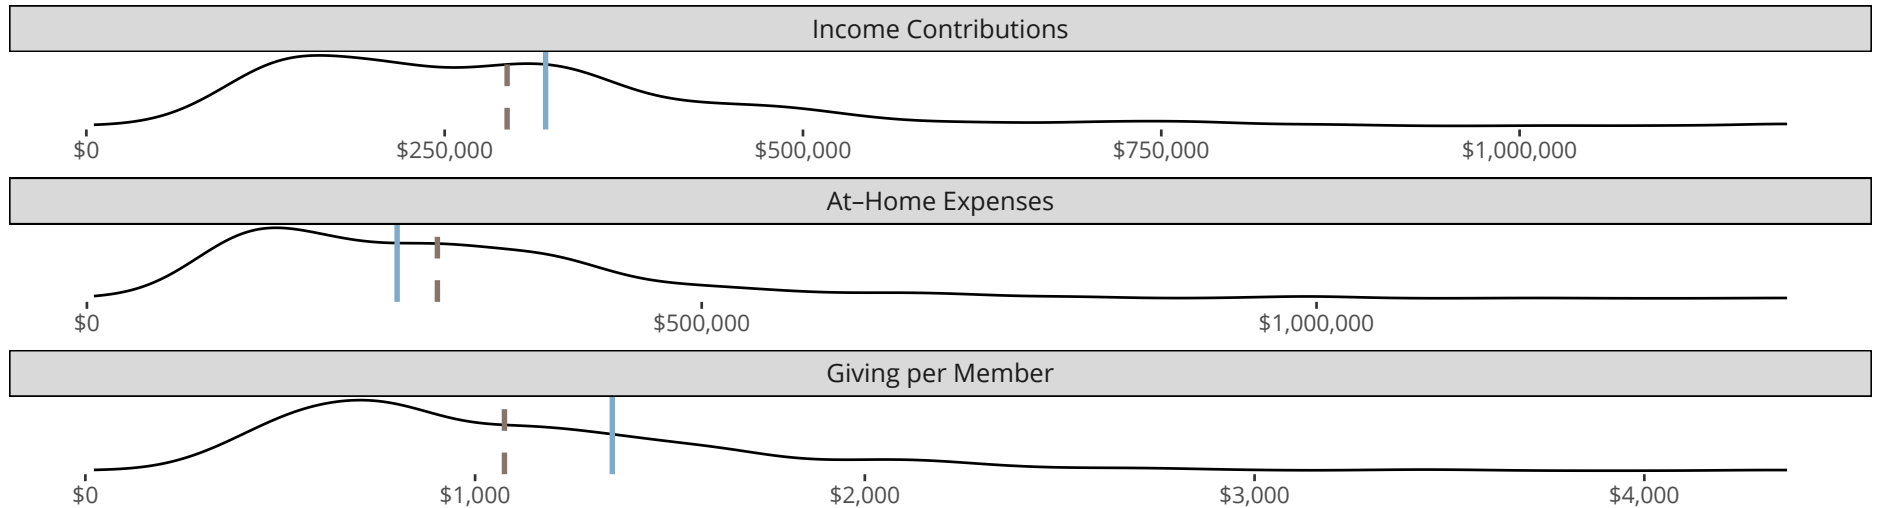 Income Contributions
$0 $250,000 $500,000 $750,000 $1,000,000
At–Home Expenses
$0 $500,000 $1,000,000
Giving per Member
$0 $1,000 $2,000 $3,000 $4,000